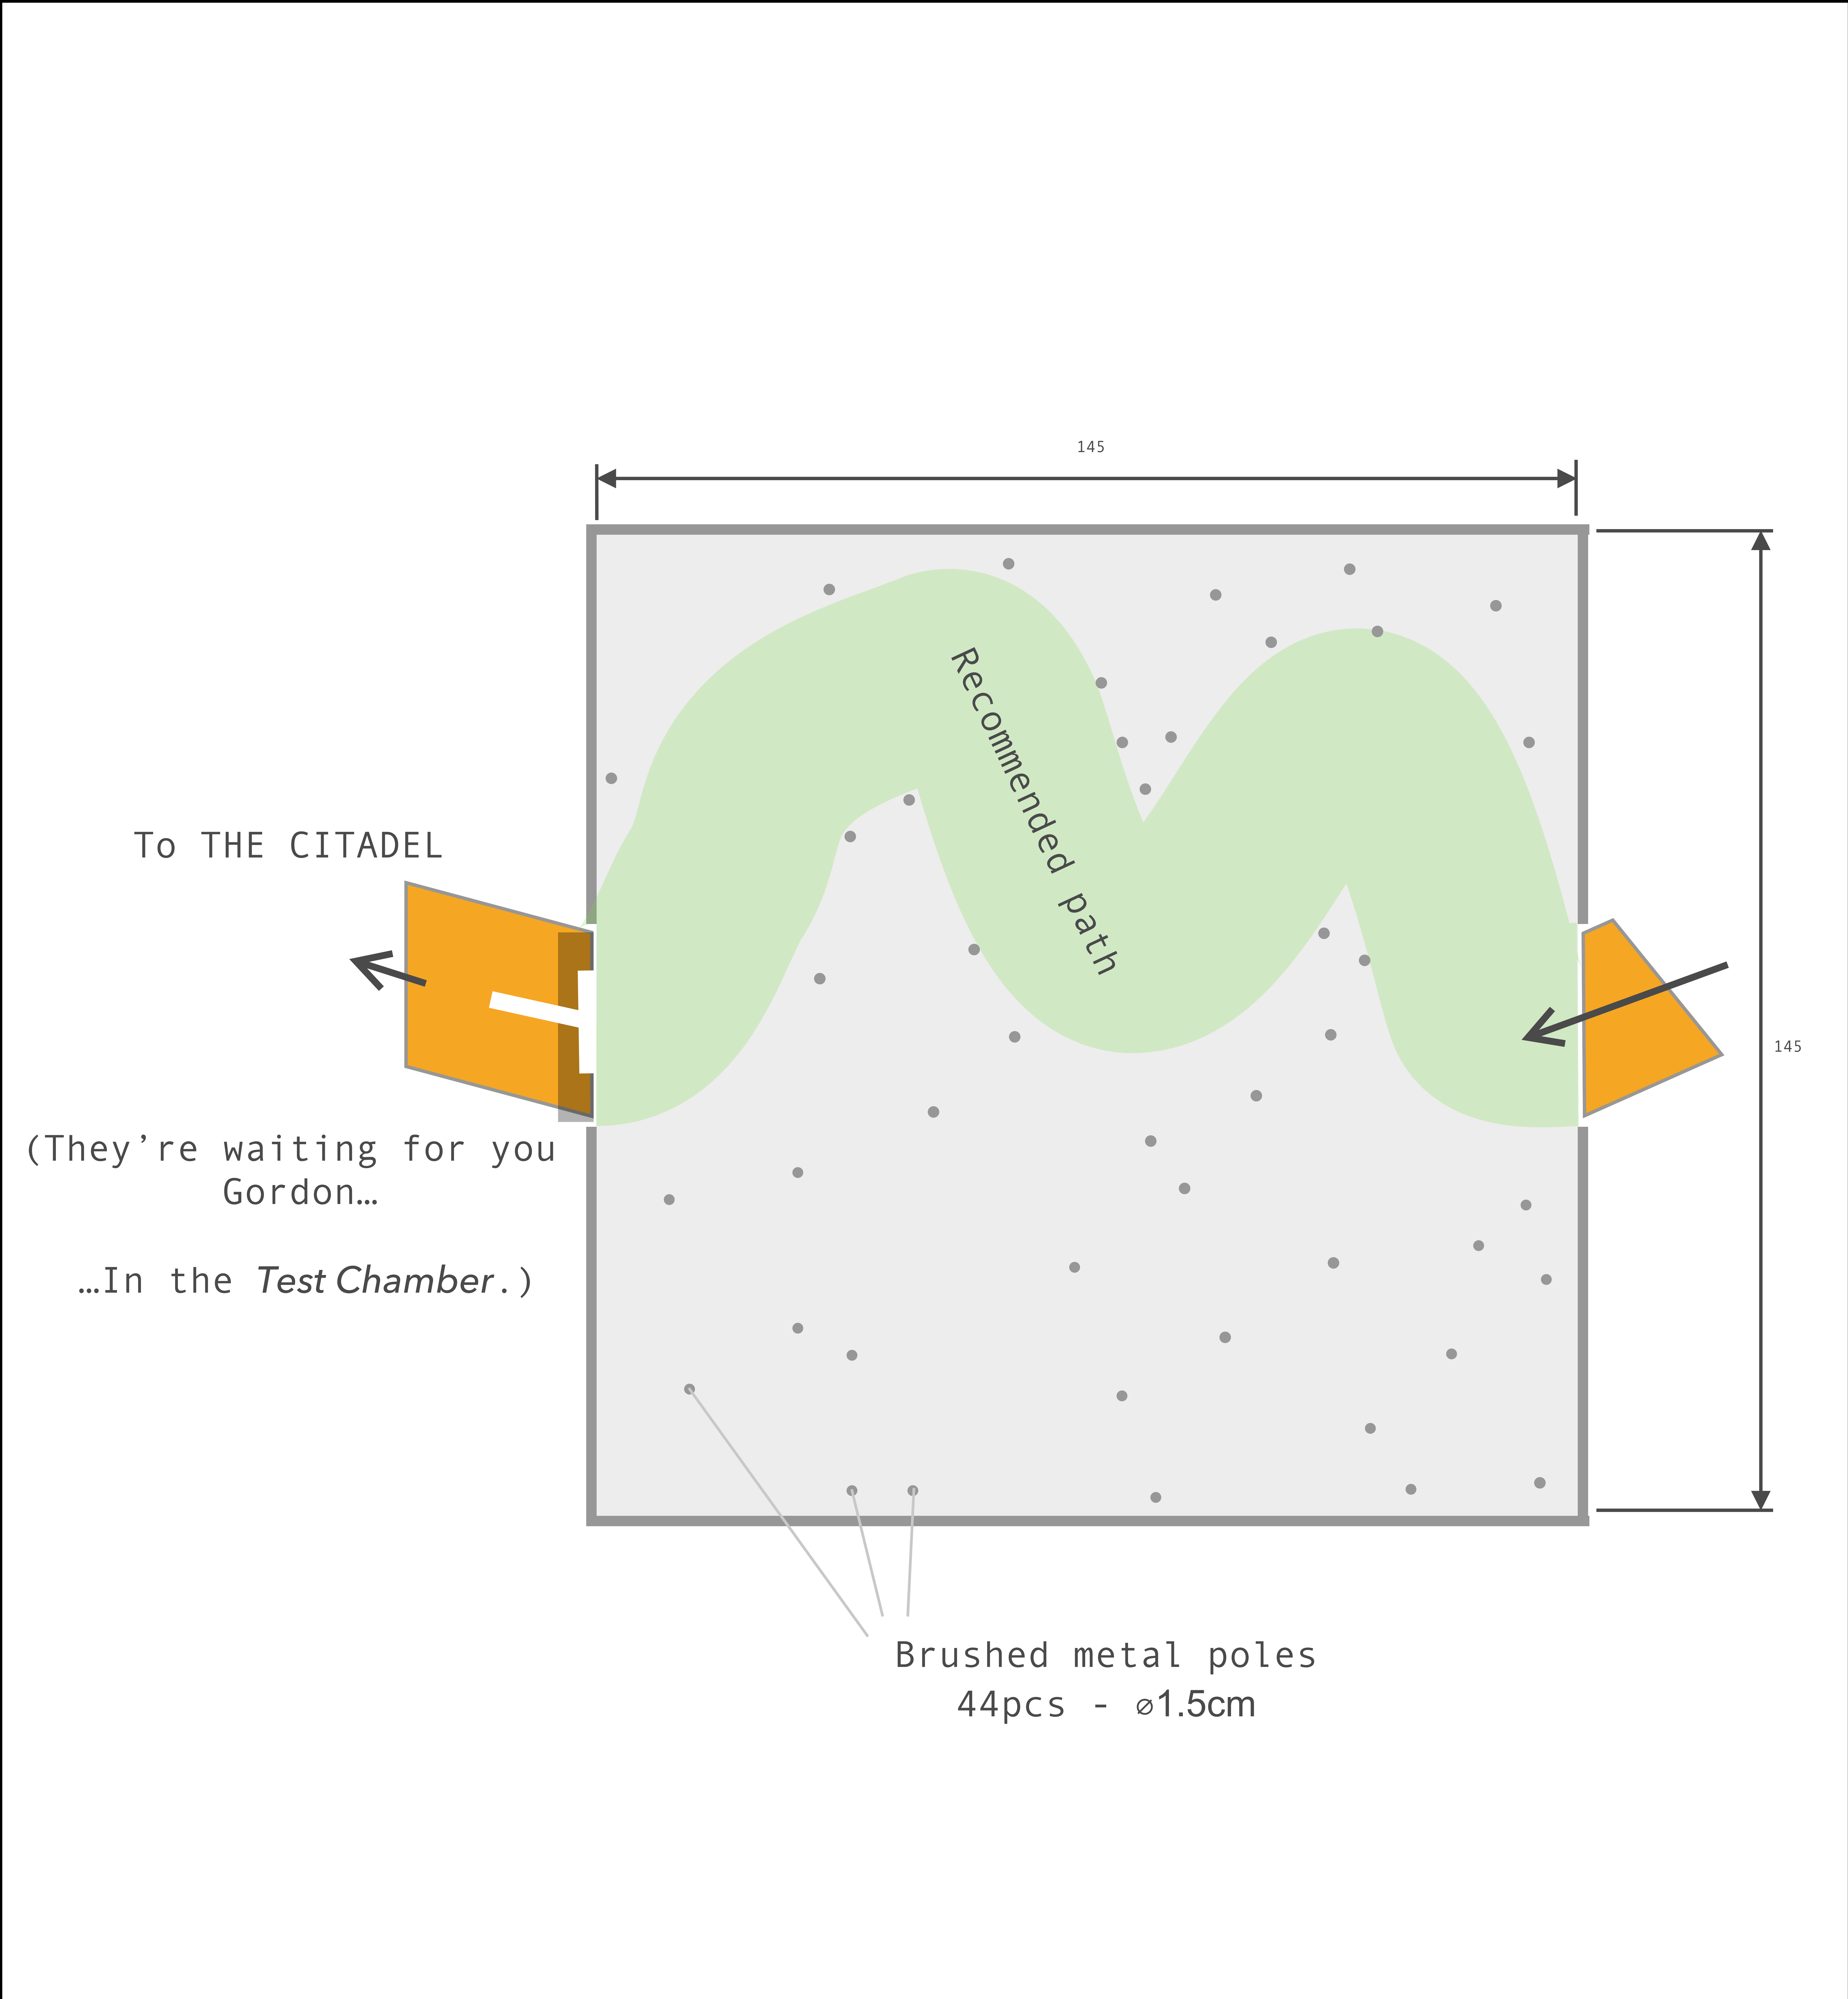 145
Recommended path
To THE CITADEL
145
(They’re waiting for you
Gordon…
…In the Test Chamber.)
Brushed metal poles
44pcs - ⌀1.5cm